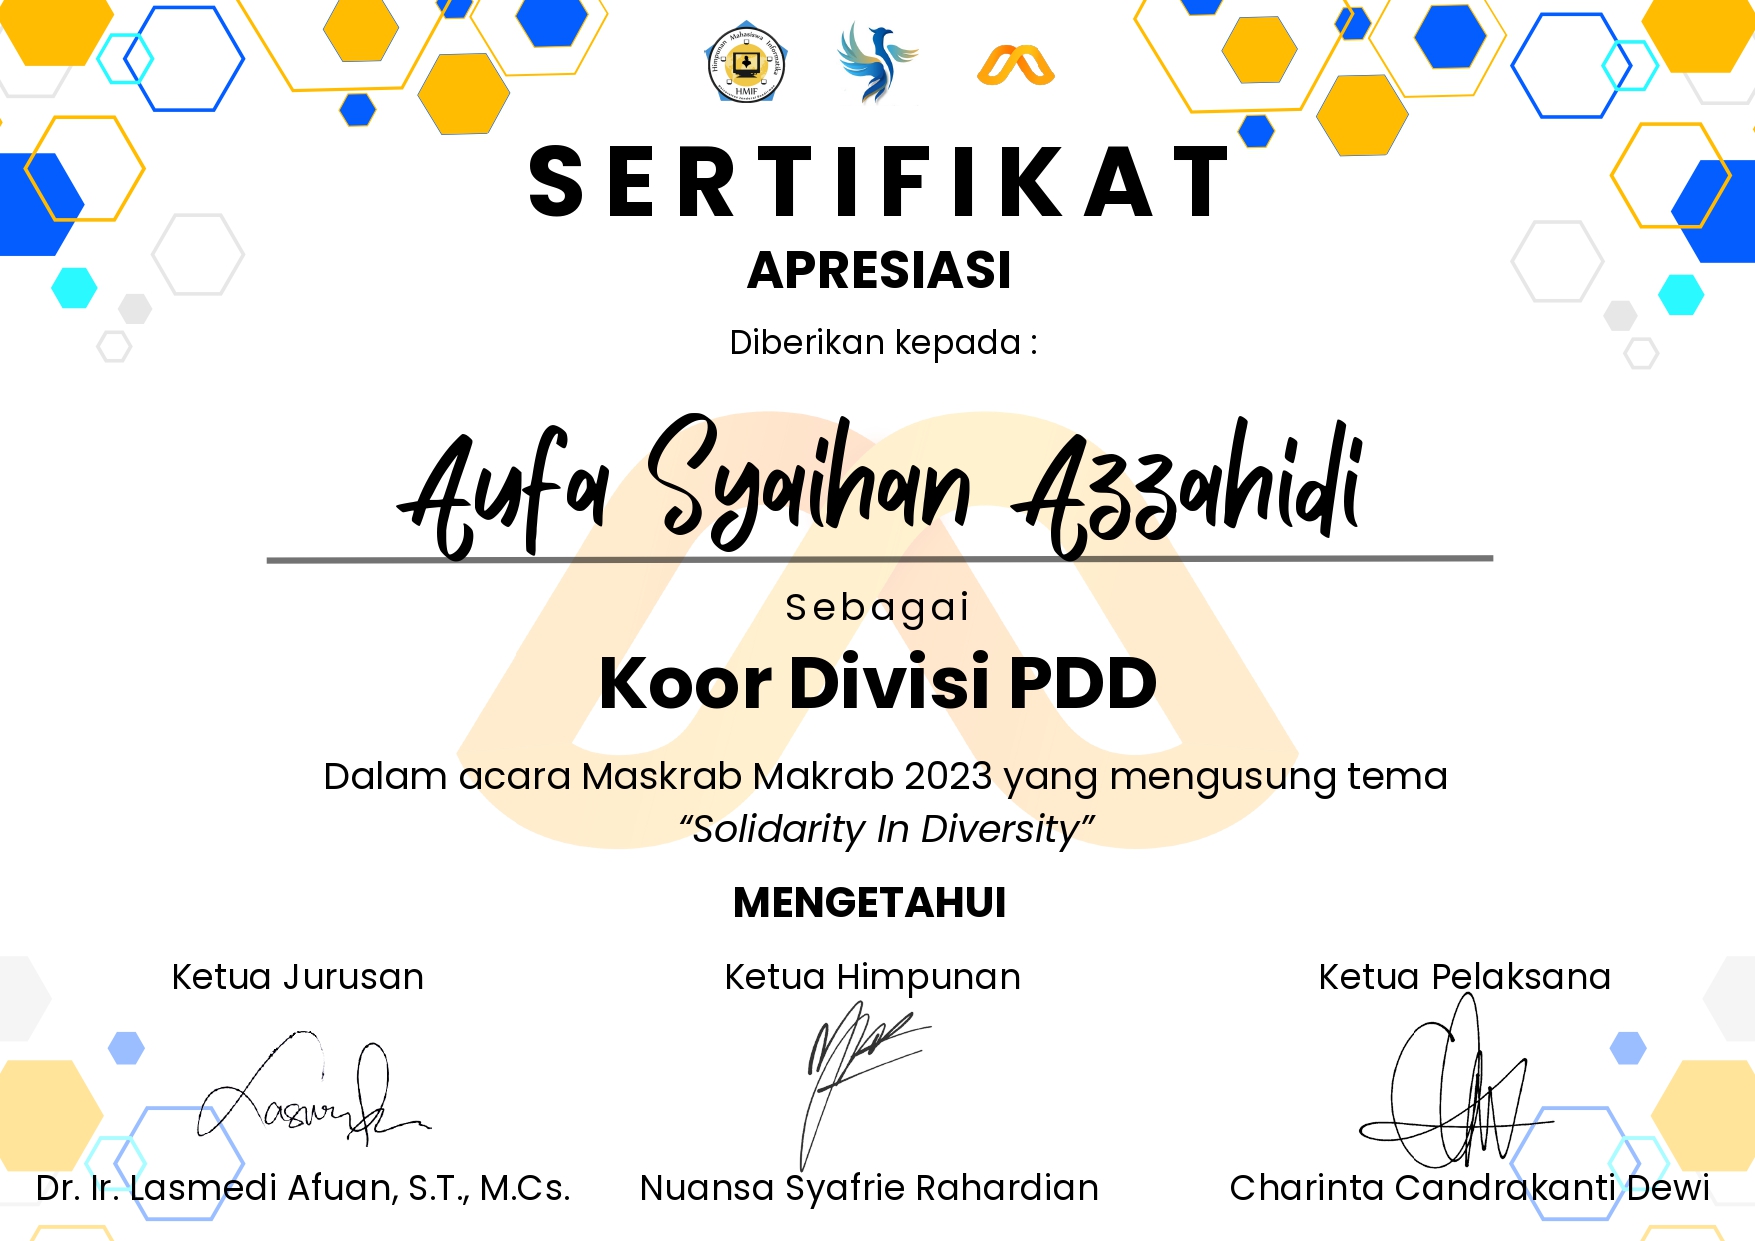 Himpunan Mahasiswa Informatika
HMIF
SERTIFIKAT
APRESIASI
Diberikan kepada :
Aufa Syaihan Azzahidi
Sebagai
Koor Divisi PDD
Dalam acara Maskrab Makrab 2023 yang mengusung tema
“Solidarity In Diversity”
MENGETAHUI
Ketua Jurusan
Ketua Himpunan
Ketua Pelaksana
Dr. Ir. Lasmedi Afuan, S.T., M.Cs.
Nuansa Syafrie Rahardian
Charinta Candrakanti Dewi